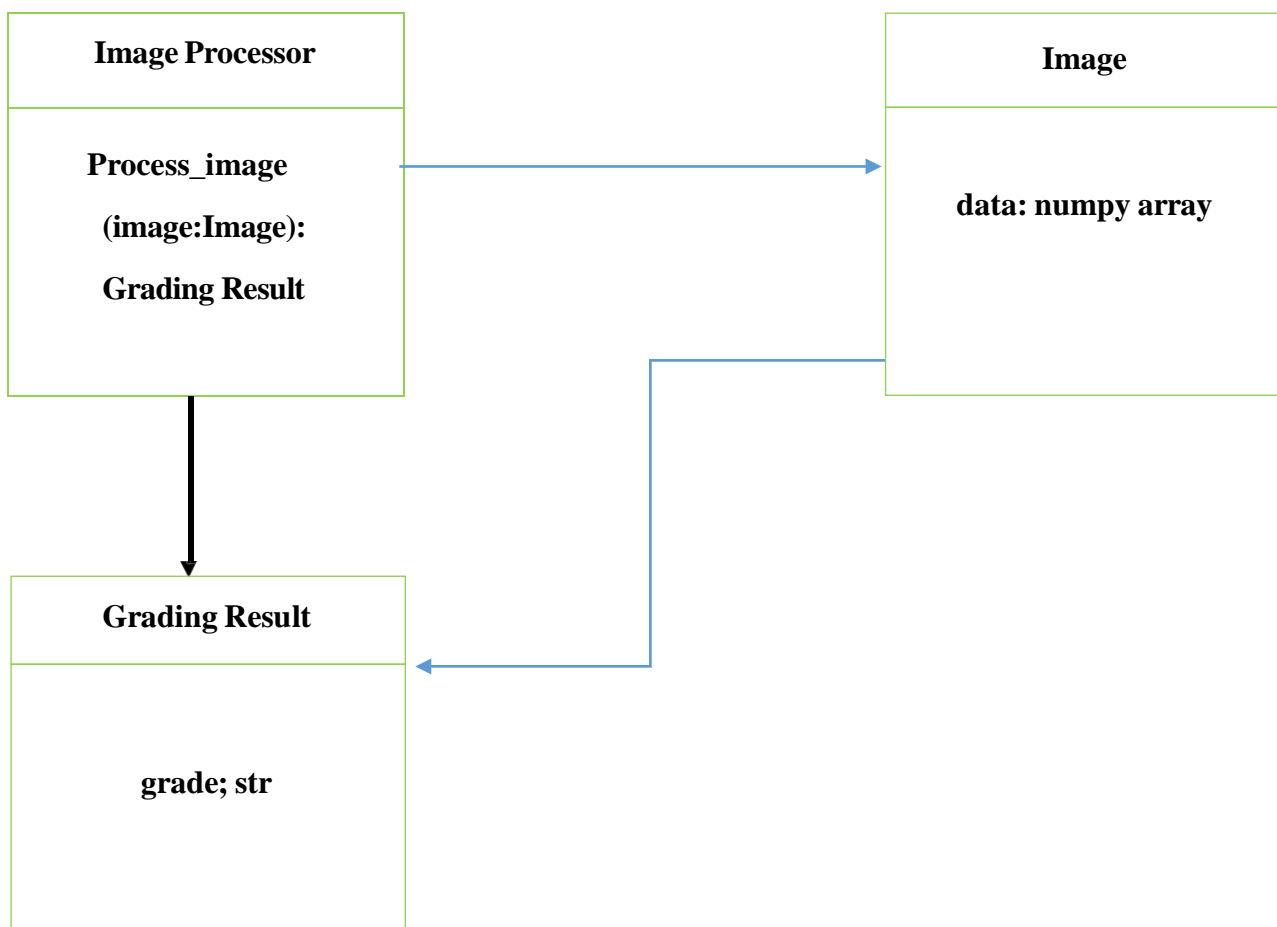 Image Processor
Process_image
(image:Image):
Grading Result
Image
data: numpy array
Grading Result
grade; str